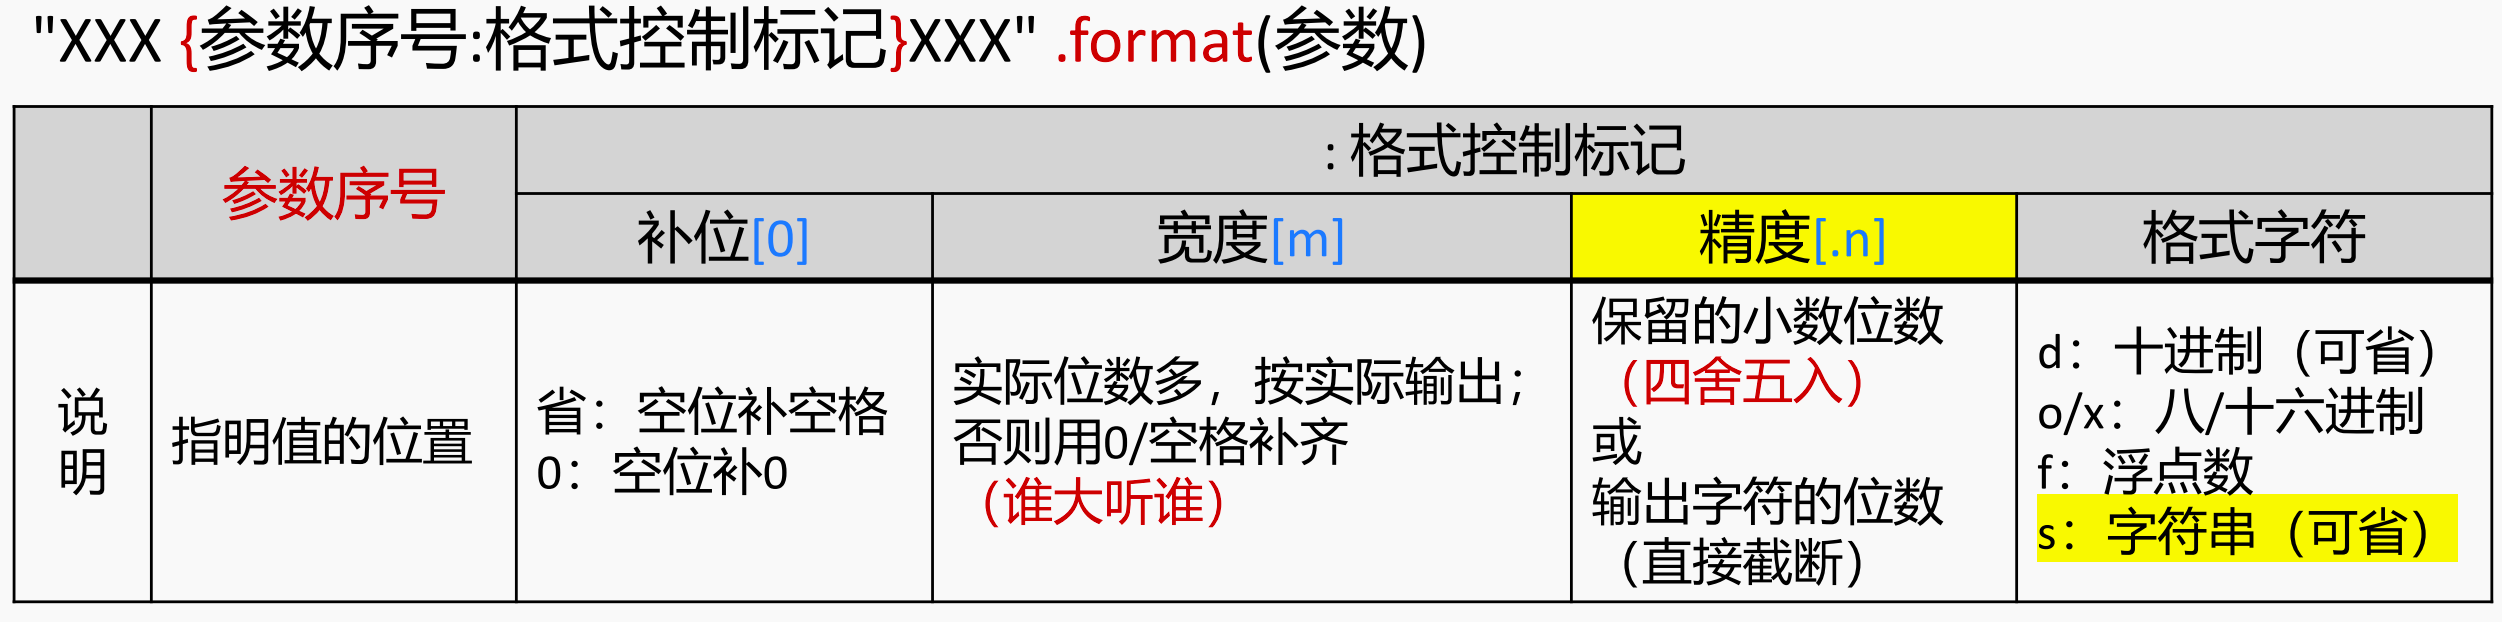 "xxx{参数序号:格式控制标记}xxx".format(参数)
参数序号
:格式控制标记
补位[0]
宽度[m]
精度[.n]
格式字符
说
明
指明值的位置
省：空位补空格
0：空位补0
实际位数多，按实际输出；
否则用0/空格补齐
(谁大听谁)
保留的小数位数
(四舍五入)
或
输出字符的位数
(直接截断)
d：十进制（可省）
o/x：八/十六进制
f：浮点数
s：字符串（可省）